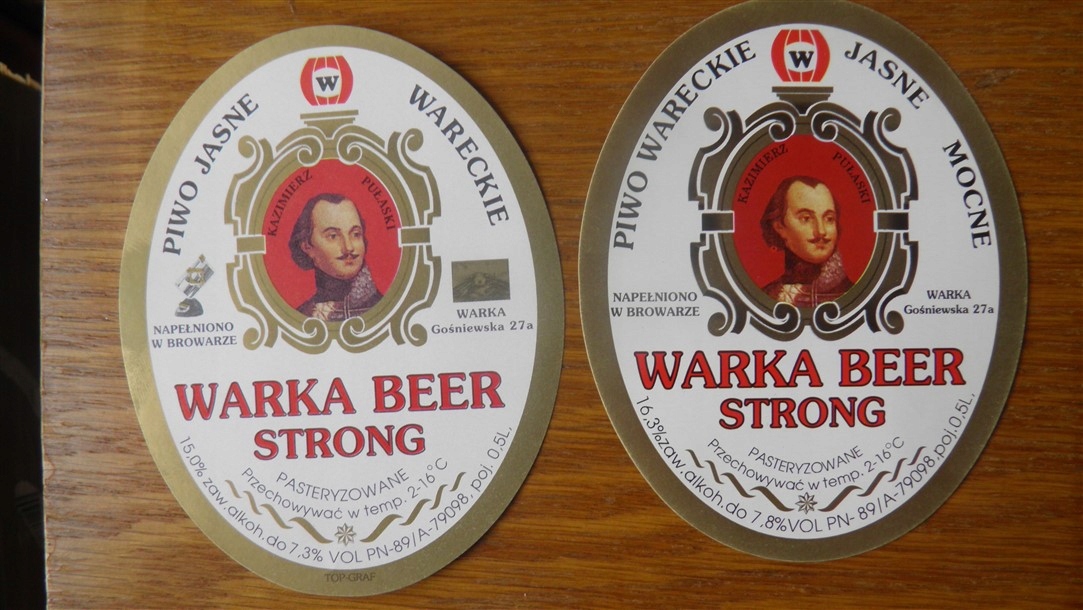 W
PIWO JASNE WARECKIE
KAZIMIERZ PUŁASKI
NAPEŁNIONO
W BROWARZE
WARKA
Gośniewska 27a
WARKA BEER
STRONG
PASTERYZOWANE
Przechowywać w temp. 2-16°C
15,0% zaw.alkoh.do 7,3% VOL PN-89/A-79098, poj. 0,5L,
TOP-GRAF
W
PIWO WARECKIE JASNE MOCNE
KAZIMIERZ PUŁASKI
NAPEŁNIONO
W BROWARZE
WARKA
Gośniewska 27a
WARKA BEER
STRONG
PASTERYZOWANE
Przechowywać w temp. 2-16°C
16,3%zaw.alkoh.do 7,8%VOL PN-89/A-79098,poj.0,5L,